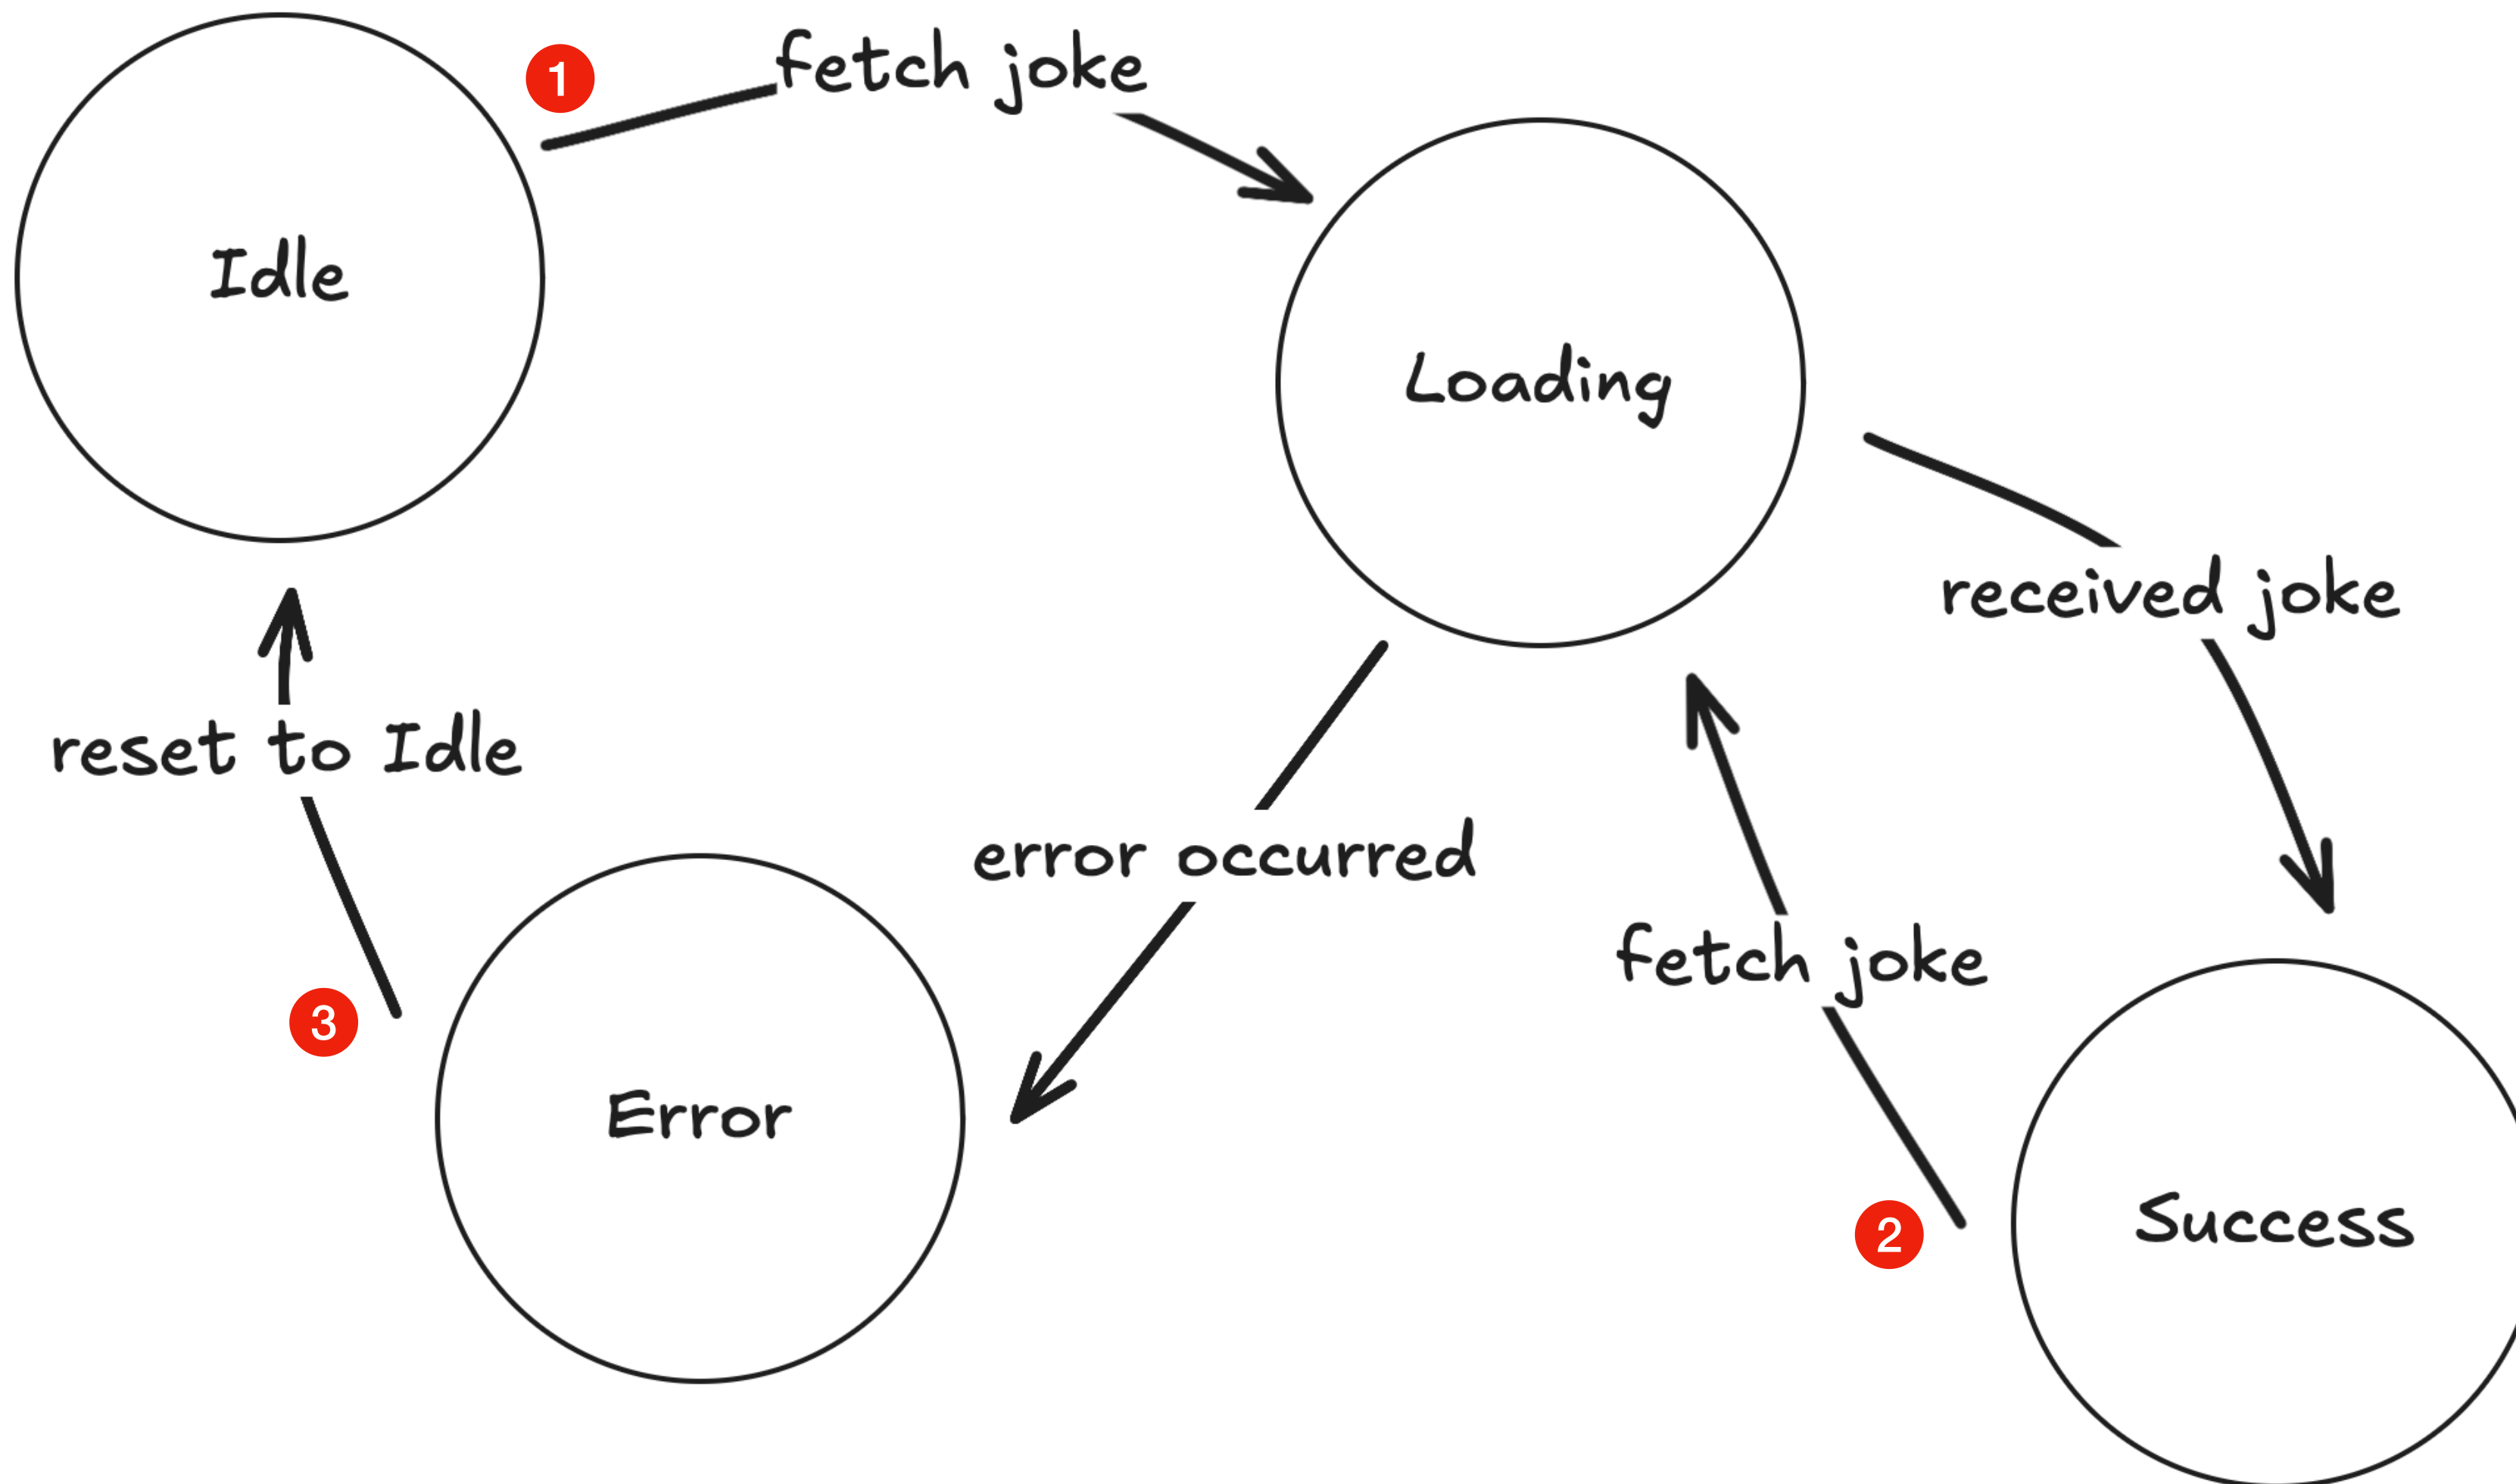 1
fetch joke
Idle
Loading
received joke
reset to Idle
error occurred
fetch joke
3
Error
2
Success